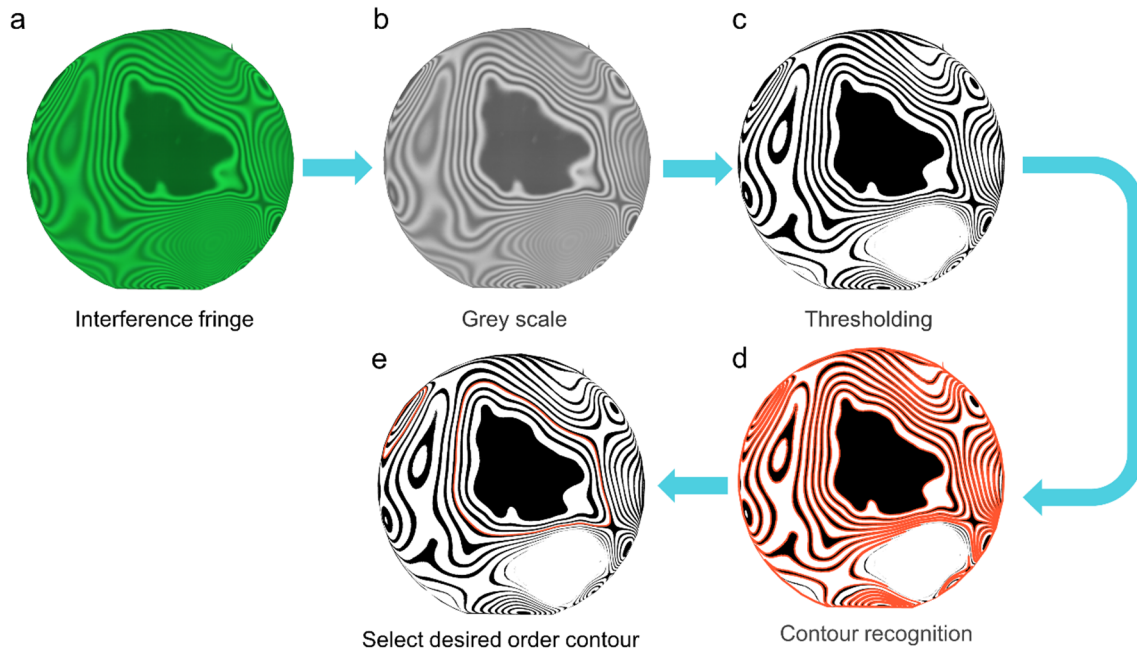 a
b
c
Interference fringe
Grey scale
Thresholding
e
d
Select desired order contour
Contour recognition